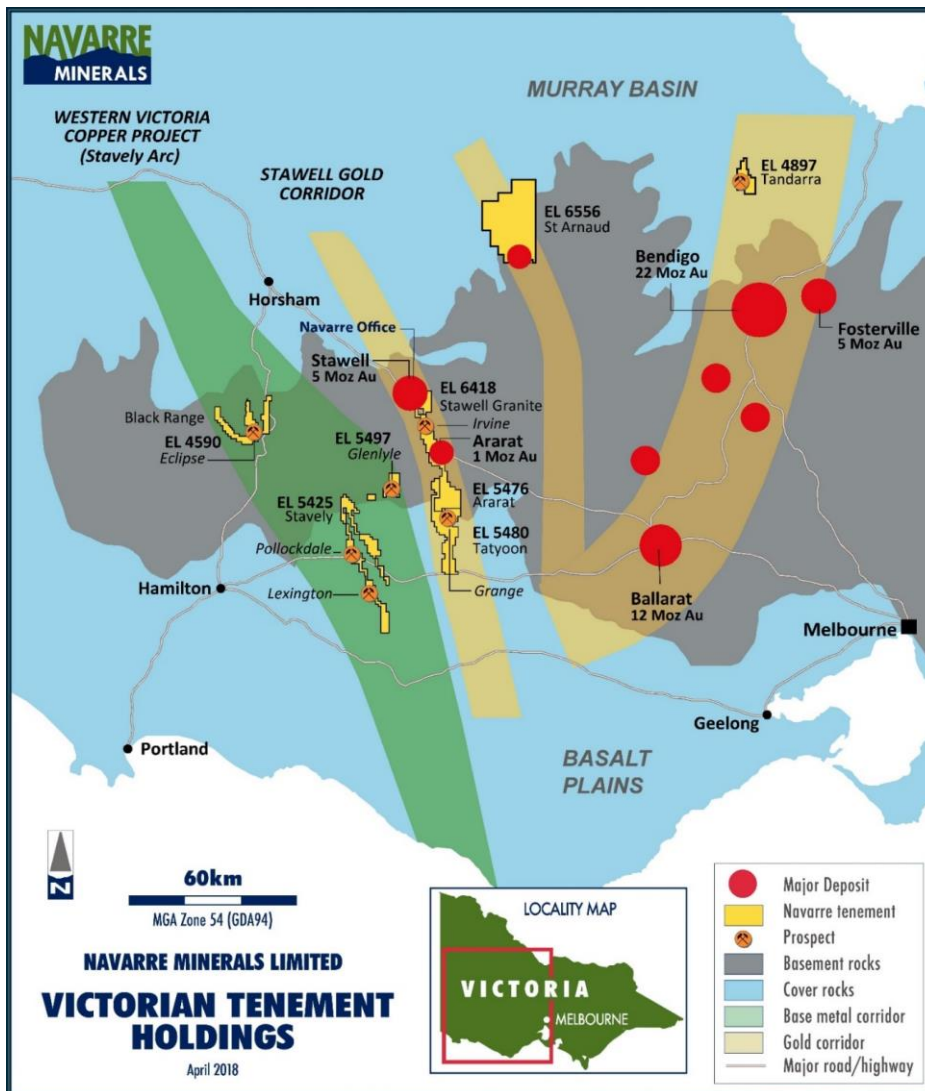 NAVARRE
MINERALS
MURRAY BASIN
WESTERN VICTORIA
COPPER PROJECT
(Stavely Arc)
STAWELL GOLD
CORRIDOR
EL 4897
Tandarra
EL 6556
St Arnaud
Bendigo
22 Moz Au
Horsham
Fosterville
5 Moz Au
Navarre Office
Stawell
5 Moz Au
EL 6418
Stawell Granite
Irvine
Black Range
EL 4590
Eclipse
EL 5497
Glenlyle
Ararat
1 Moz Au
EL 5425
Stavely
EL 5476
Ararat
EL 5480
Tatyoon
Pollockdale
Hamilton
Lexington
Grange
Ballarat
12 Moz Au
Melbourne
Geelong
Portland
BASALT
PLAINS
N
60km
MGA Zone 54 (GDA94)
NAVARRE MINERALS LIMITED
VICTORIAN TENEMENT
HOLDINGS
April 2018
LOCALITY MAP
VICTORIA
MELBOURNE
Major Deposit
Navarre tenement
Prospect
Basement rocks
Cover rocks
Base metal corridor
Gold corridor
Major road/highway